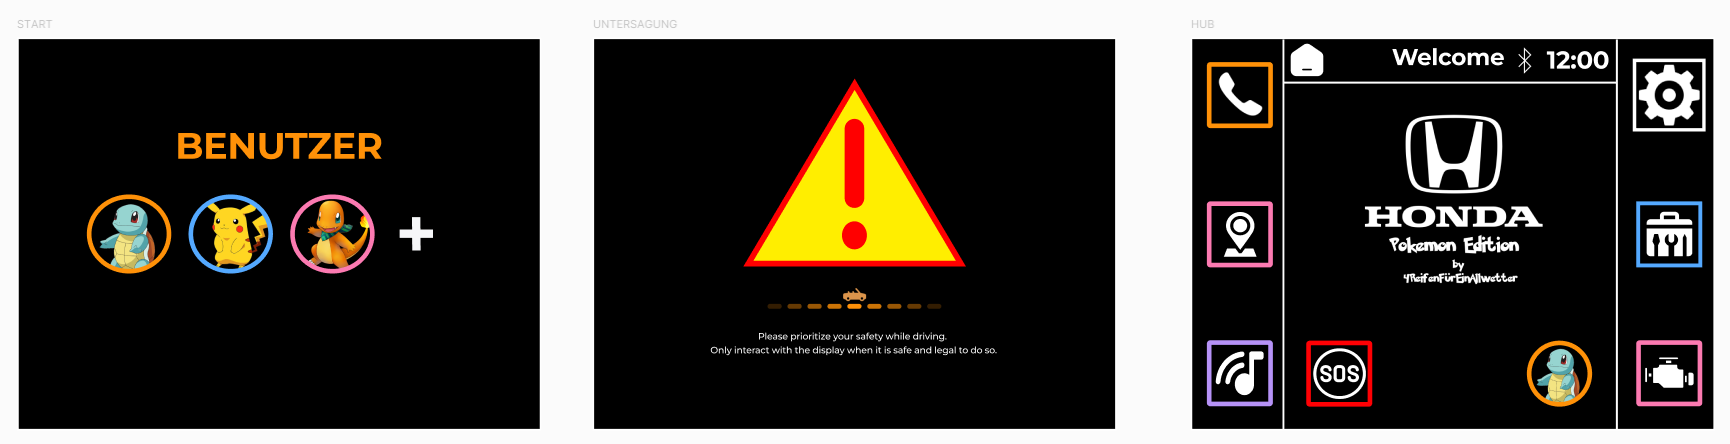 START
BENUTZER
UNTERSAGUNG
Please prioritize your safety while driving.
Only interact with the display when it is safe and legal to do so.
HUB
Welcome 12:00
HONDA
Pokemon Edition
by
4ReifenFürEinAllwetter
SOS